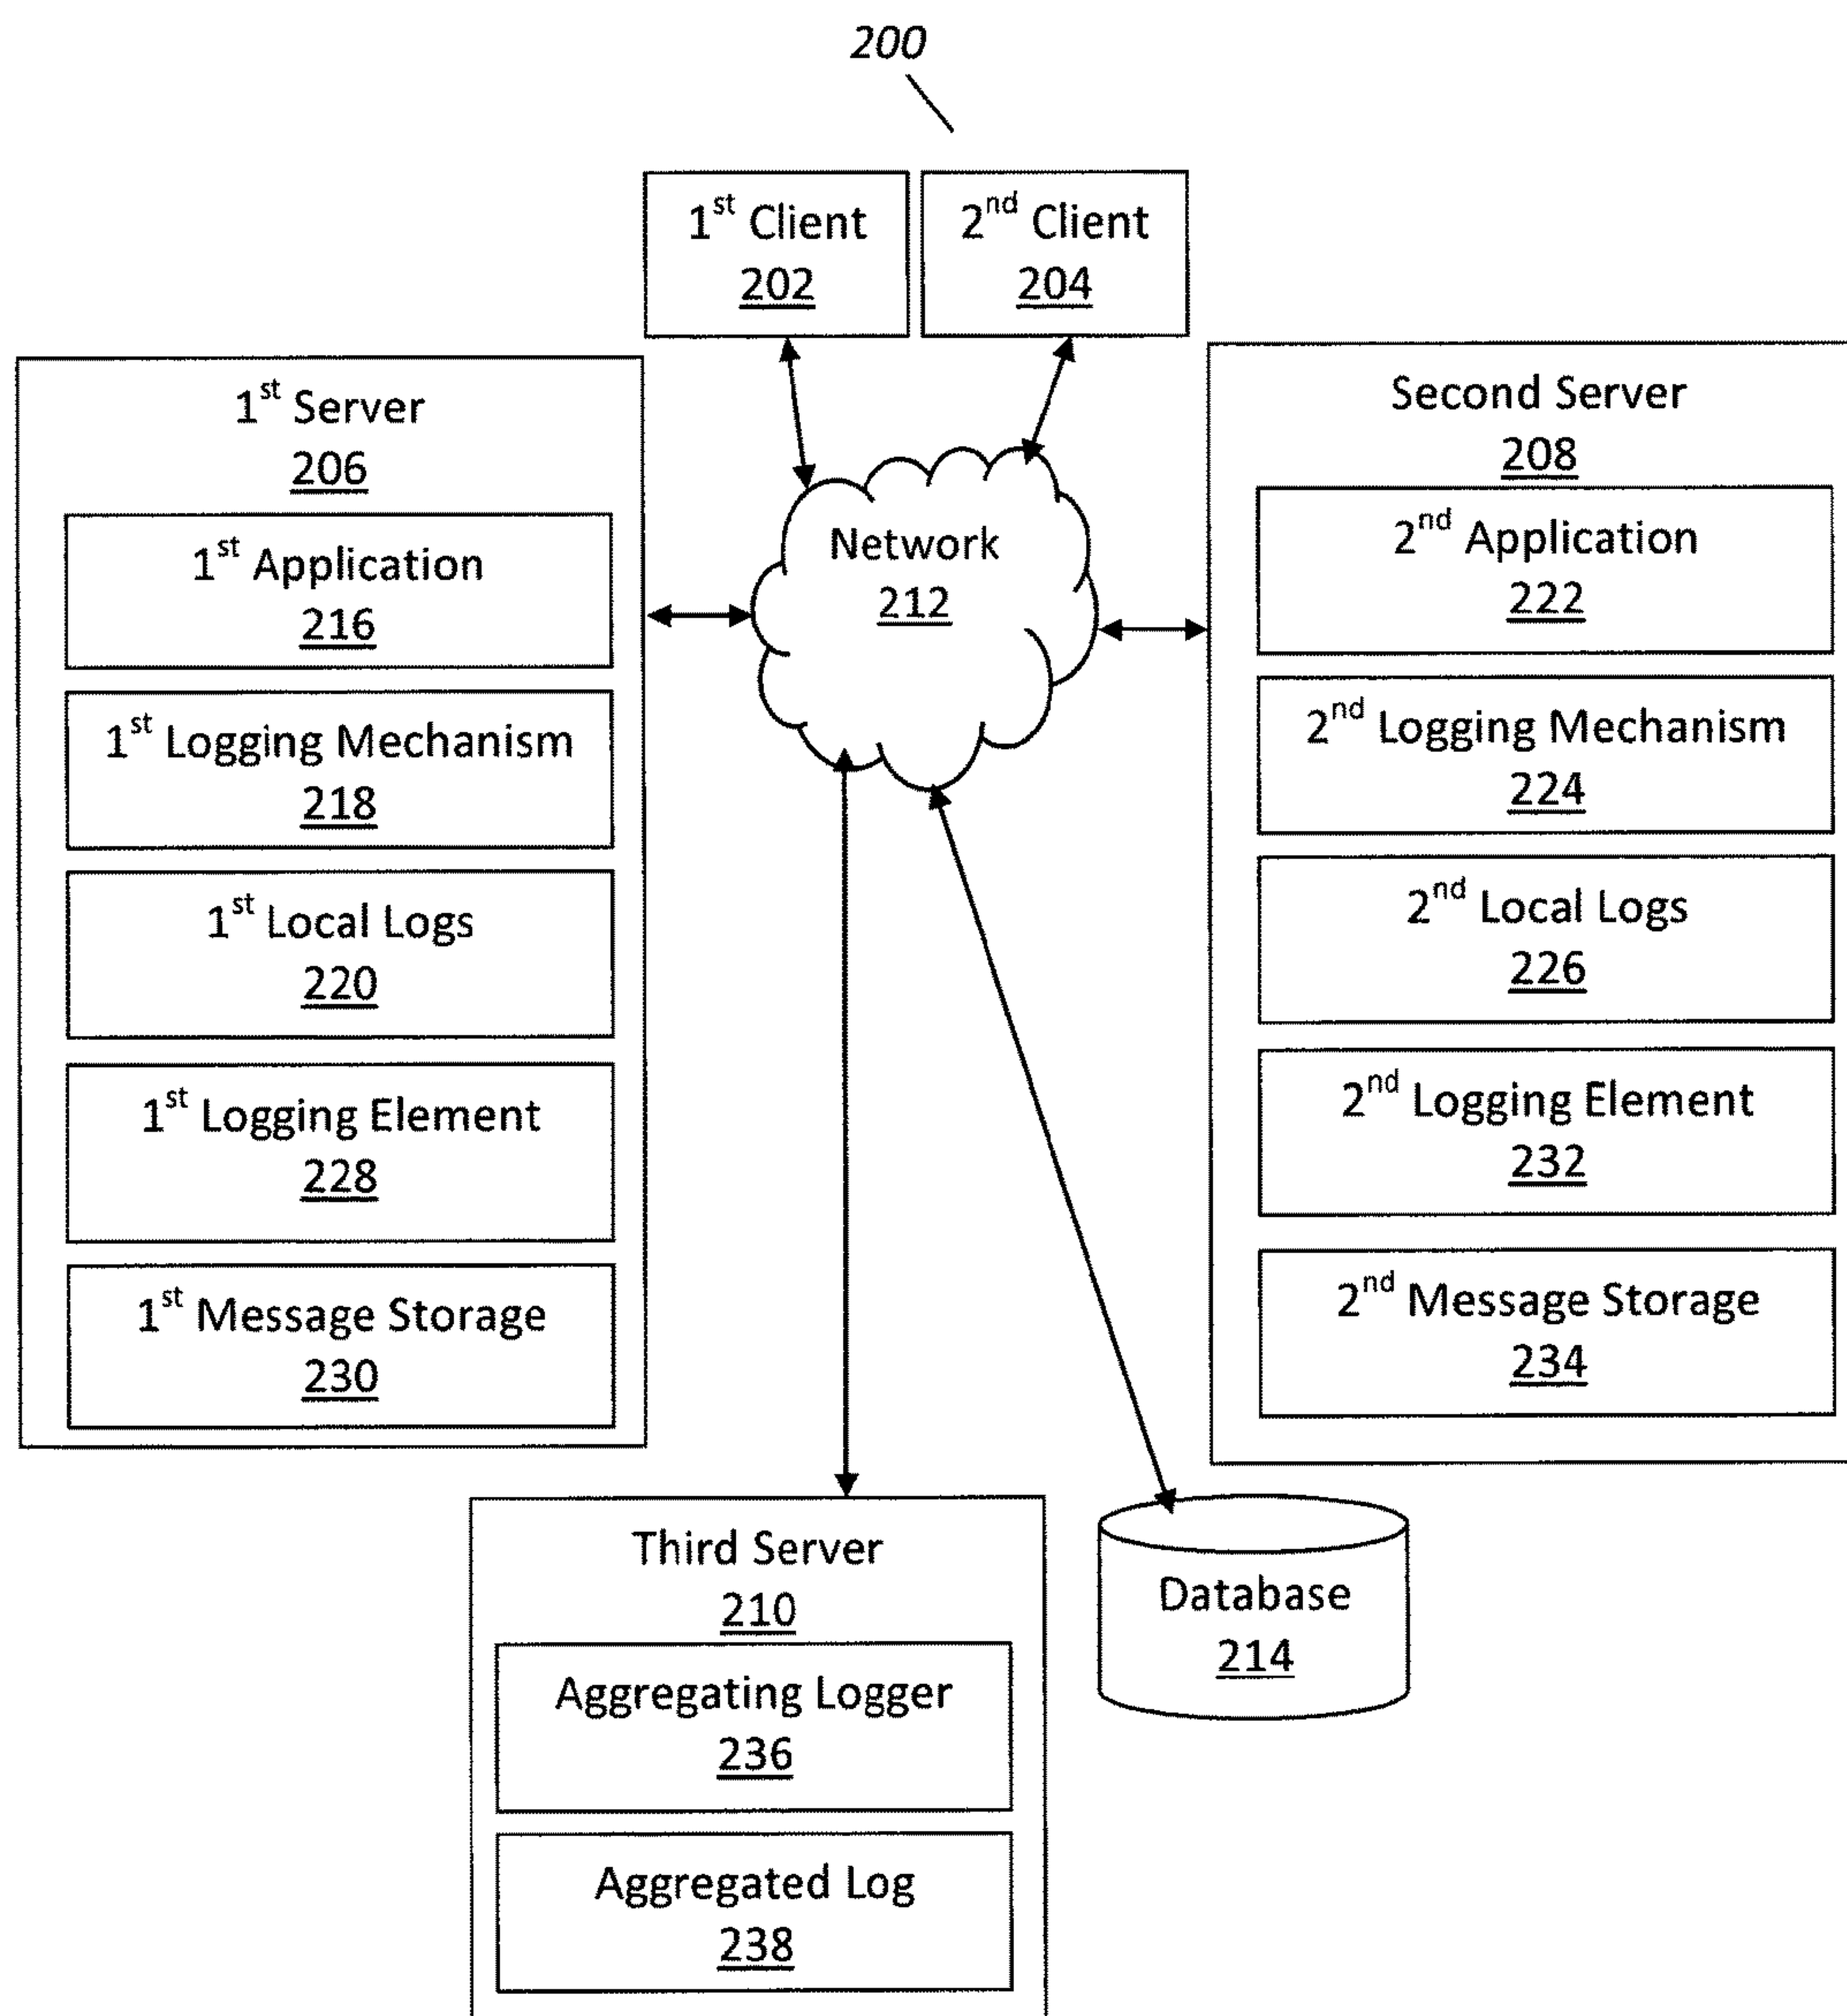 200
1st Client
202
2nd Client
204
1st Server
206
1st Application
216
1st Logging Mechanism
218
1st Local Logs
220
1st Logging Element
228
1st Message Storage
230
Network
212
Second Server
208
2nd Application
222
2nd Logging Mechanism
224
2nd Local Logs
226
2nd Logging Element
232
2nd Message Storage
234
Third Server
210
Aggregating Logger
236
Aggregated Log
238
Database
214